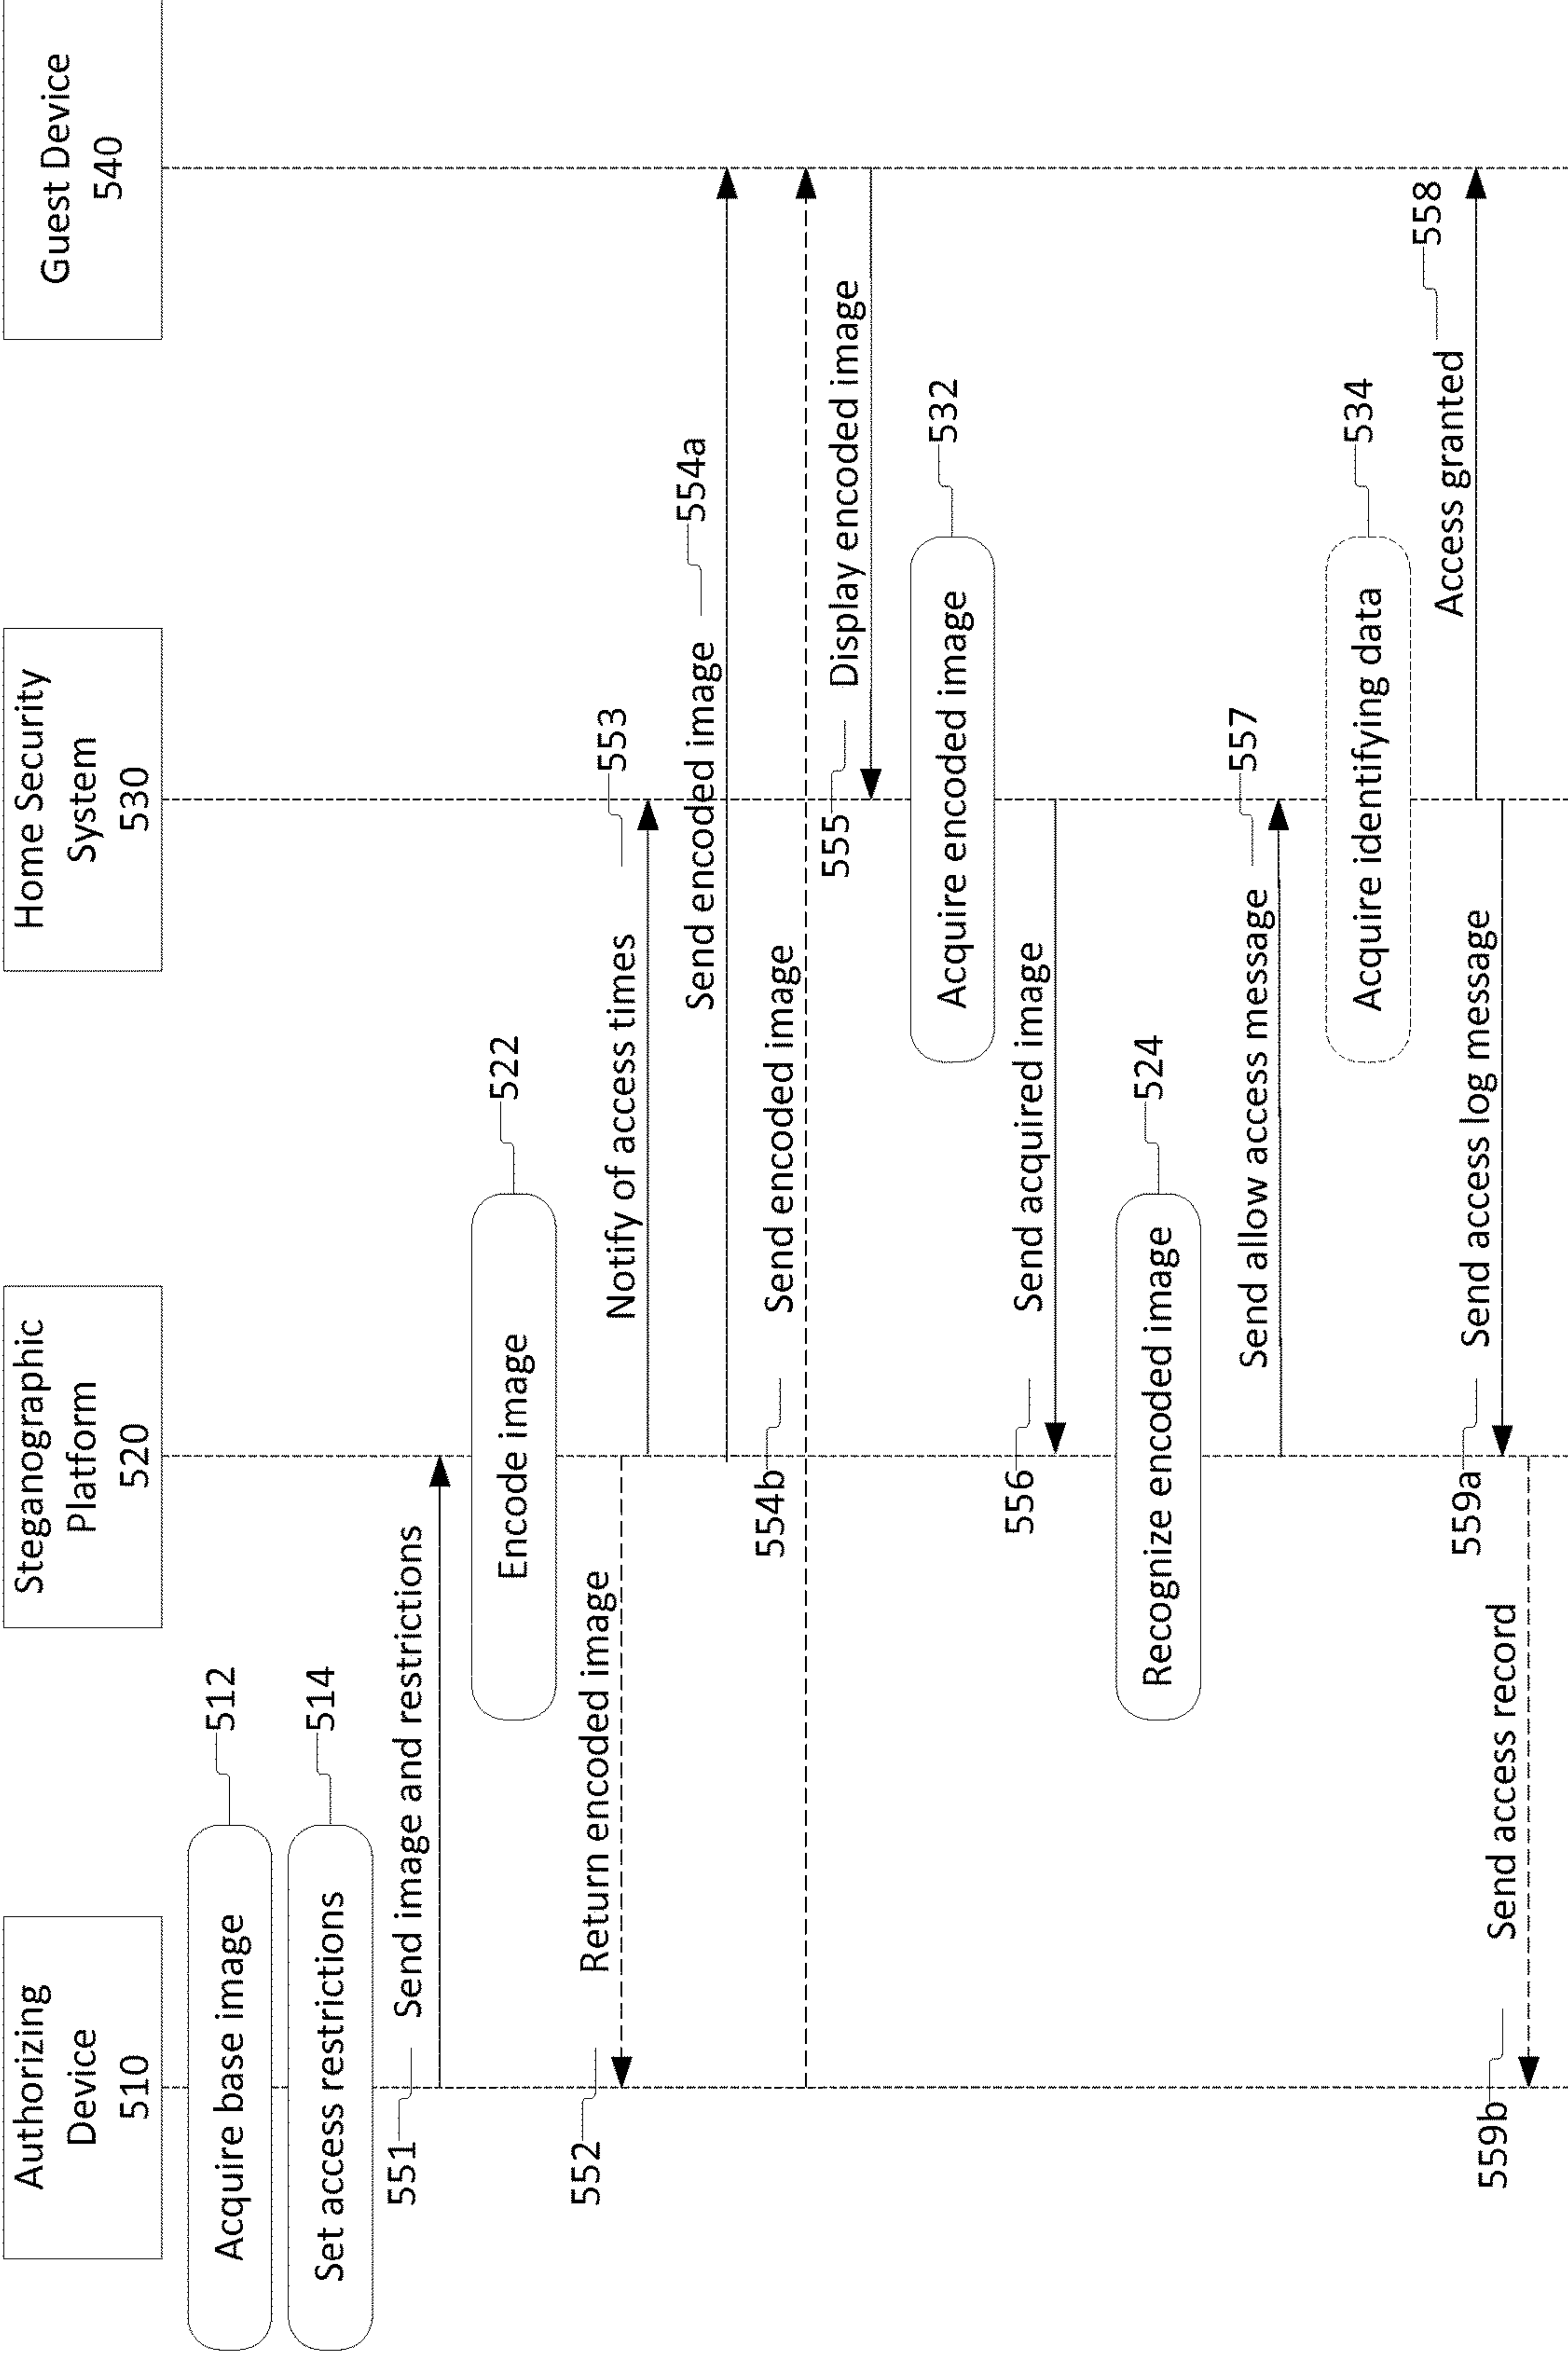 Authorizing
Device
510
Steganographic
Platform
520
Home Security
System
530
Guest Device
540
Acquire base image
512
Set access restrictions
514
551
Send image and restrictions
Encode image
522
552
Return encoded image
Notify of access times
553
Send encoded image
554a
554b
Send encoded image
555
Display encoded image
Acquire encoded image
532
556
Send acquired image
Recognize encoded image
524
Send allow access message
557
Acquire identifying data
534
Access granted
558
559a
Send access log message
559b
Send access record